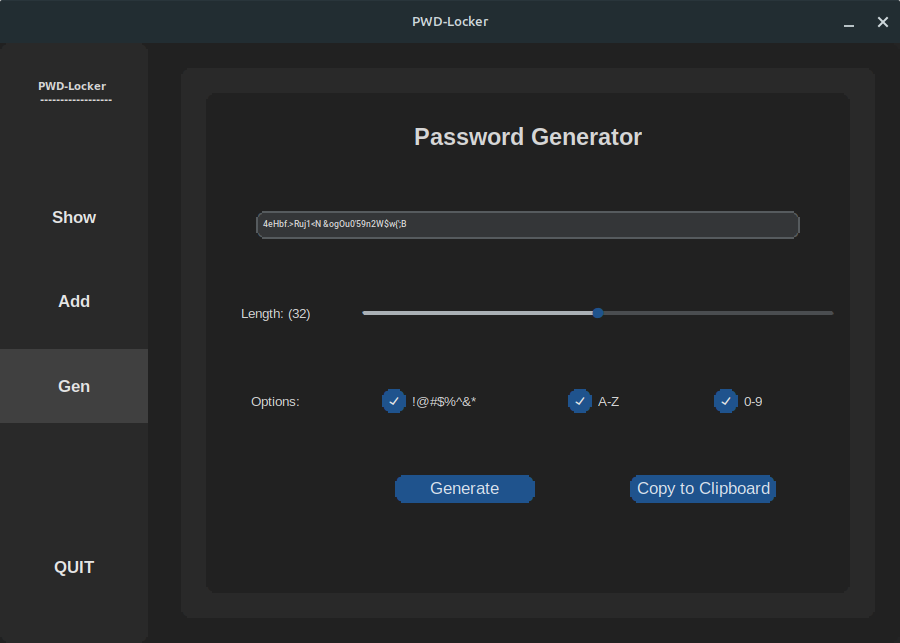 PWD-Locker
PWD-Locker
------------------
Show
Add
Gen
QUIT
Password Generator
4eHbf.>Ruj1<N &ogOu0'59n2W$w(';B
Length: (32)
Options:
!@#$%^&*
A-Z
0-9
Generate
Copy to Clipboard